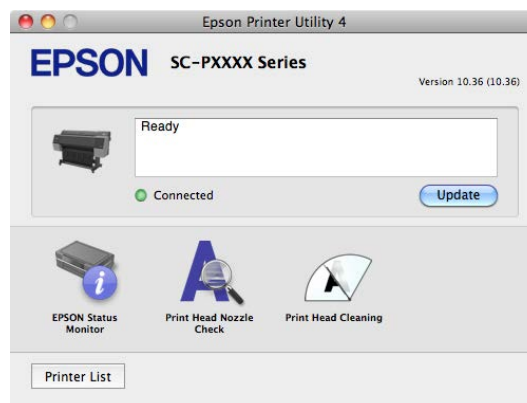 Epson Printer Utility 4
EPSON
SC-PXXXX Series
Version 10.36 (10.36)
Ready
Connected
Update
EPSON Status
Monitor
Print Head Nozzle
Check
Print Head Cleaning
Printer List